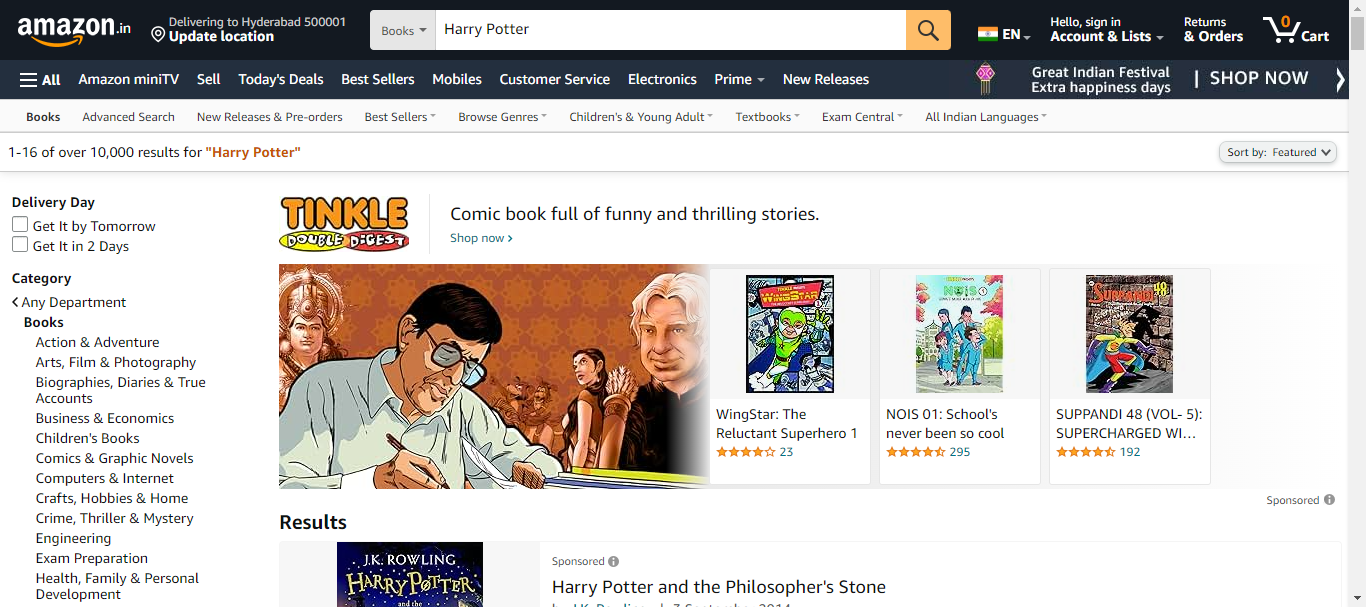 amazon.in
Delivering to Hyderabad 500001
Update location
Books
Harry Potter
EN
Hello, sign in
Account & Lists
Returns
& Orders
0
Cart
All
Amazon miniTV
Sell
Today's Deals
Best Sellers
Mobiles
Customer Service
Electronics
Prime
New Releases
Great Indian Festival
Extra happiness days
| SHOP NOW
Books
Advanced Search
New Releases & Pre-orders
Best Sellers
Browse Genres
Children's & Young Adult
Textbooks
Exam Central
All Indian Languages
1-16 of over 10,000 results for "Harry Potter"
Sort by: Featured
Delivery Day
Get It by Tomorrow
Get It in 2 Days
Category
Any Department
Books
Action & Adventure
Arts, Film & Photography
Biographies, Diaries & True
Accounts
Business & Economics
Children's Books
Comics & Graphic Novels
Computers & Internet
Crafts, Hobbies & Home
Crime, Thriller & Mystery
Engineering
Exam Preparation
Health, Family & Personal
Development
TINKLE
DOUBLE DIGEST
Comic book full of funny and thrilling stories.
Shop now
WINGSTAR
WingStar: The
Reluctant Superhero 1
23
NOIS
NOIS 01: School's
never been so cool
295
SUPPANDI 48
SUPPANDI 48 (VOL- 5):
SUPERCHARGED WI...
192
Sponsored
Results
J.K. ROWLING
HARRY POTTER
and the
Sponsored
Harry Potter and the Philosopher's Stone